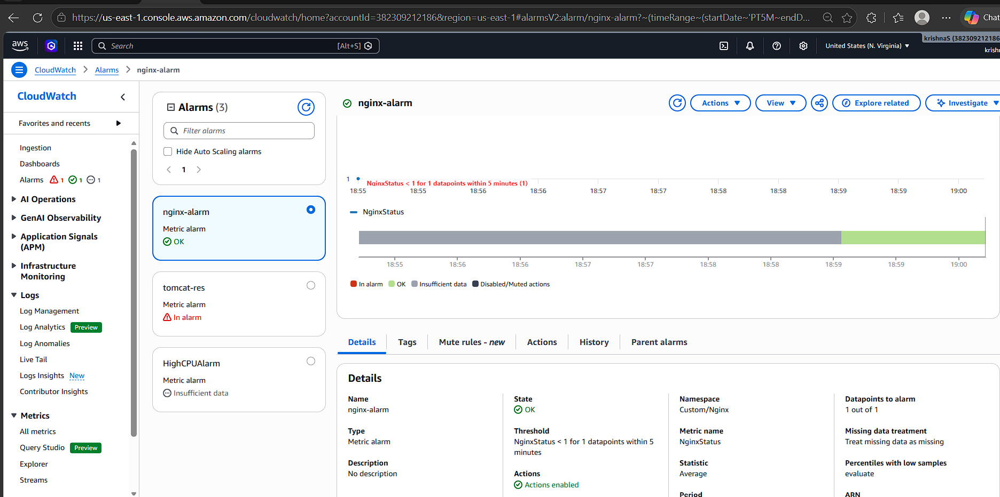 https://us-east-1.console.aws.amazon.com/cloudwatch/home?accountId=382309212186&region=us-east-1#alarmsV2:alarm/nginx-alarm?~(timeRange~(startDate~'PT5M~endD...
Chat
aws
Search
[Alt+S]
United States (N. Virginia)
krishnaS (382309212186
krishn
CloudWatch
Alarms
nginx-alarm
CloudWatch
Favorites and recents
Ingestion
Dashboards
Alarms 1 1 1
AI Operations
GenAI Observability
Application Signals
(APM)
Infrastructure
Monitoring
Logs
Log Management
Log Analytics Preview
Log Anomalies
Live Tail
Logs Insights New
Contributor Insights
Metrics
All metrics
Query Studio Preview
Explorer
Streams
Alarms (3)
Filter alarms
Hide Auto Scaling alarms
1
nginx-alarm
Metric alarm
OK
tomcat-res
Metric alarm
In alarm
HighCPUAlarm
Metric alarm
Insufficient data
nginx-alarm
Actions
View
Explore related
Investigate
1
NginxStatus < 1 for 1 datapoints within 5 minutes (1)
18:55 18:55 18:56 18:56 18:57 18:57 18:58 18:58 18:59 18:59 19:00
NginxStatus
18:55 18:56 18:56 18:57 18:57 18:58 18:58 18:59 18:59 19:00
In alarm OK Insufficient data Disabled/Muted actions
Details Tags Mute rules - new Actions History Parent alarms
Details
Name
nginx-alarm
Type
Metric alarm
Description
No description
State
OK
Threshold
NginxStatus < 1 for 1 datapoints within 5
minutes
Actions
Actions enabled
Namespace
Custom/Nginx
Metric name
NginxStatus
Statistic
Average
Period
Datapoints to alarm
1 out of 1
Missing data treatment
Treat missing data as missing
Percentiles with low samples
evaluate
ARN